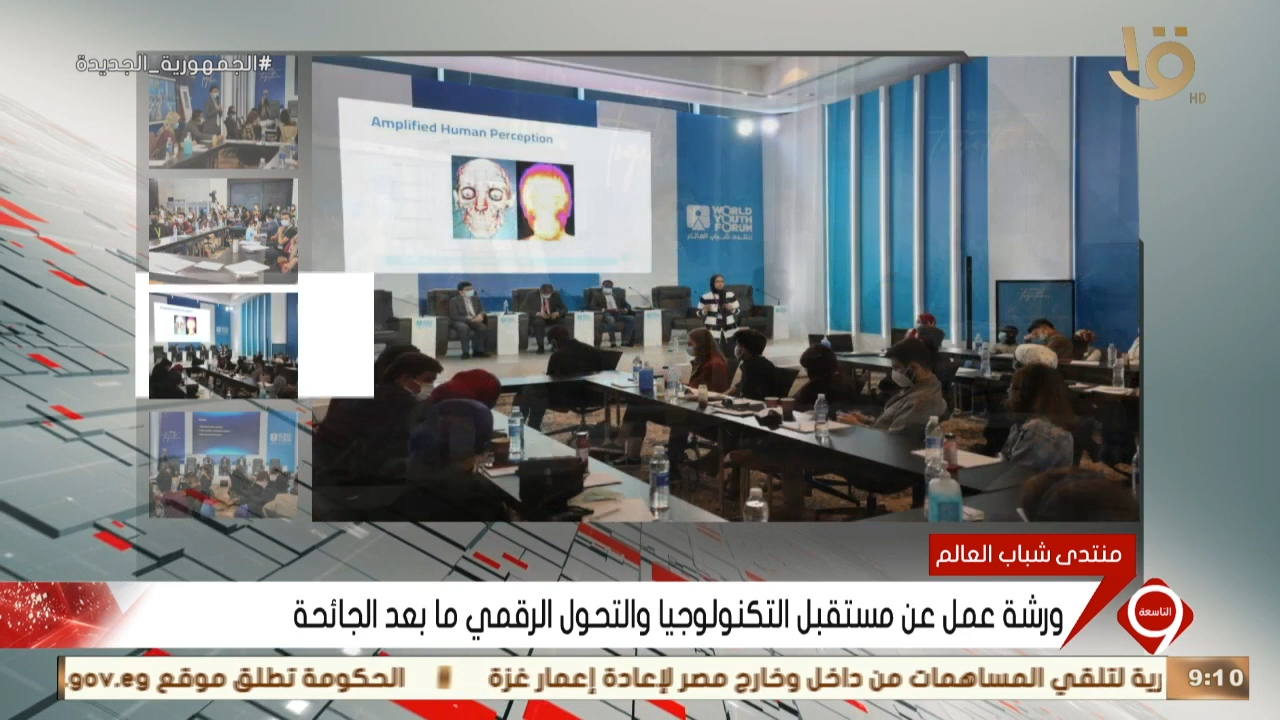 #الجمهورية_الجديدة
HD
Amplified Human Perception
WORLD
YOUTH
FORUM
منتدى شباب العالم
منتدى شباب العالم
ورشة عمل عن مستقبل التكنولوجيا والتحول الرقمي ما بعد الجائحة
التاسعة
9
9:10
رية لتلقي المساهمات من داخل وخارج مصر لإعادة إعمار غزة
الحكومة تطلق موقع gov.eg.